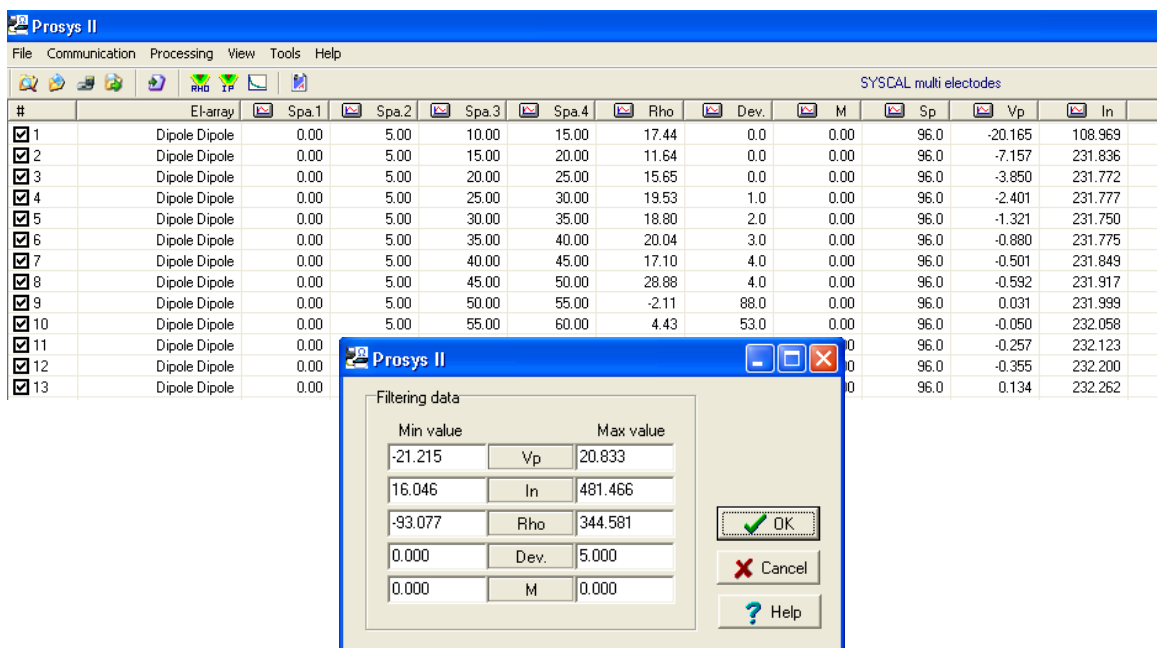 Prosys II
File Communication Processing View Tools Help
RHO IP SYSCAL multi electodes
# El-array Spa.1 Spa.2 Spa.3 Spa.4 Rho Dev. M Sp Vp In
1 Dipole Dipole 0.00 5.00 10.00 15.00 17.44 0.0 0.00 96.0 -20.165 108.969
2 Dipole Dipole 0.00 5.00 15.00 20.00 11.64 0.0 0.00 96.0 -7.157 231.836
3 Dipole Dipole 0.00 5.00 20.00 25.00 15.65 0.0 0.00 96.0 -3.850 231.772
4 Dipole Dipole 0.00 5.00 25.00 30.00 19.53 1.0 0.00 96.0 -2.401 231.777
5 Dipole Dipole 0.00 5.00 30.00 35.00 18.80 2.0 0.00 96.0 -1.321 231.750
6 Dipole Dipole 0.00 5.00 35.00 40.00 20.04 3.0 0.00 96.0 -0.880 231.775
7 Dipole Dipole 0.00 5.00 40.00 45.00 17.10 4.0 0.00 96.0 -0.501 231.849
8 Dipole Dipole 0.00 5.00 45.00 50.00 28.88 4.0 0.00 96.0 -0.592 231.917
9 Dipole Dipole 0.00 5.00 50.00 55.00 -2.11 88.0 0.00 96.0 0.031 231.999
10 Dipole Dipole 0.00 5.00 55.00 60.00 4.43 53.0 0.00 96.0 -0.050 232.058
11 Dipole Dipole 0.00 96.0 -0.257 232.123
12 Dipole Dipole 0.00 96.0 -0.355 232.200
13 Dipole Dipole 0.00 96.0 0.134 232.262
Prosys II
Filtering data
Min value Max value
-21.215 Vp 20.833
16.046 In 481.466
-93.077 Rho 344.581
0.000 Dev. 5.000
0.000 M 0.000
OK
Cancel
Help